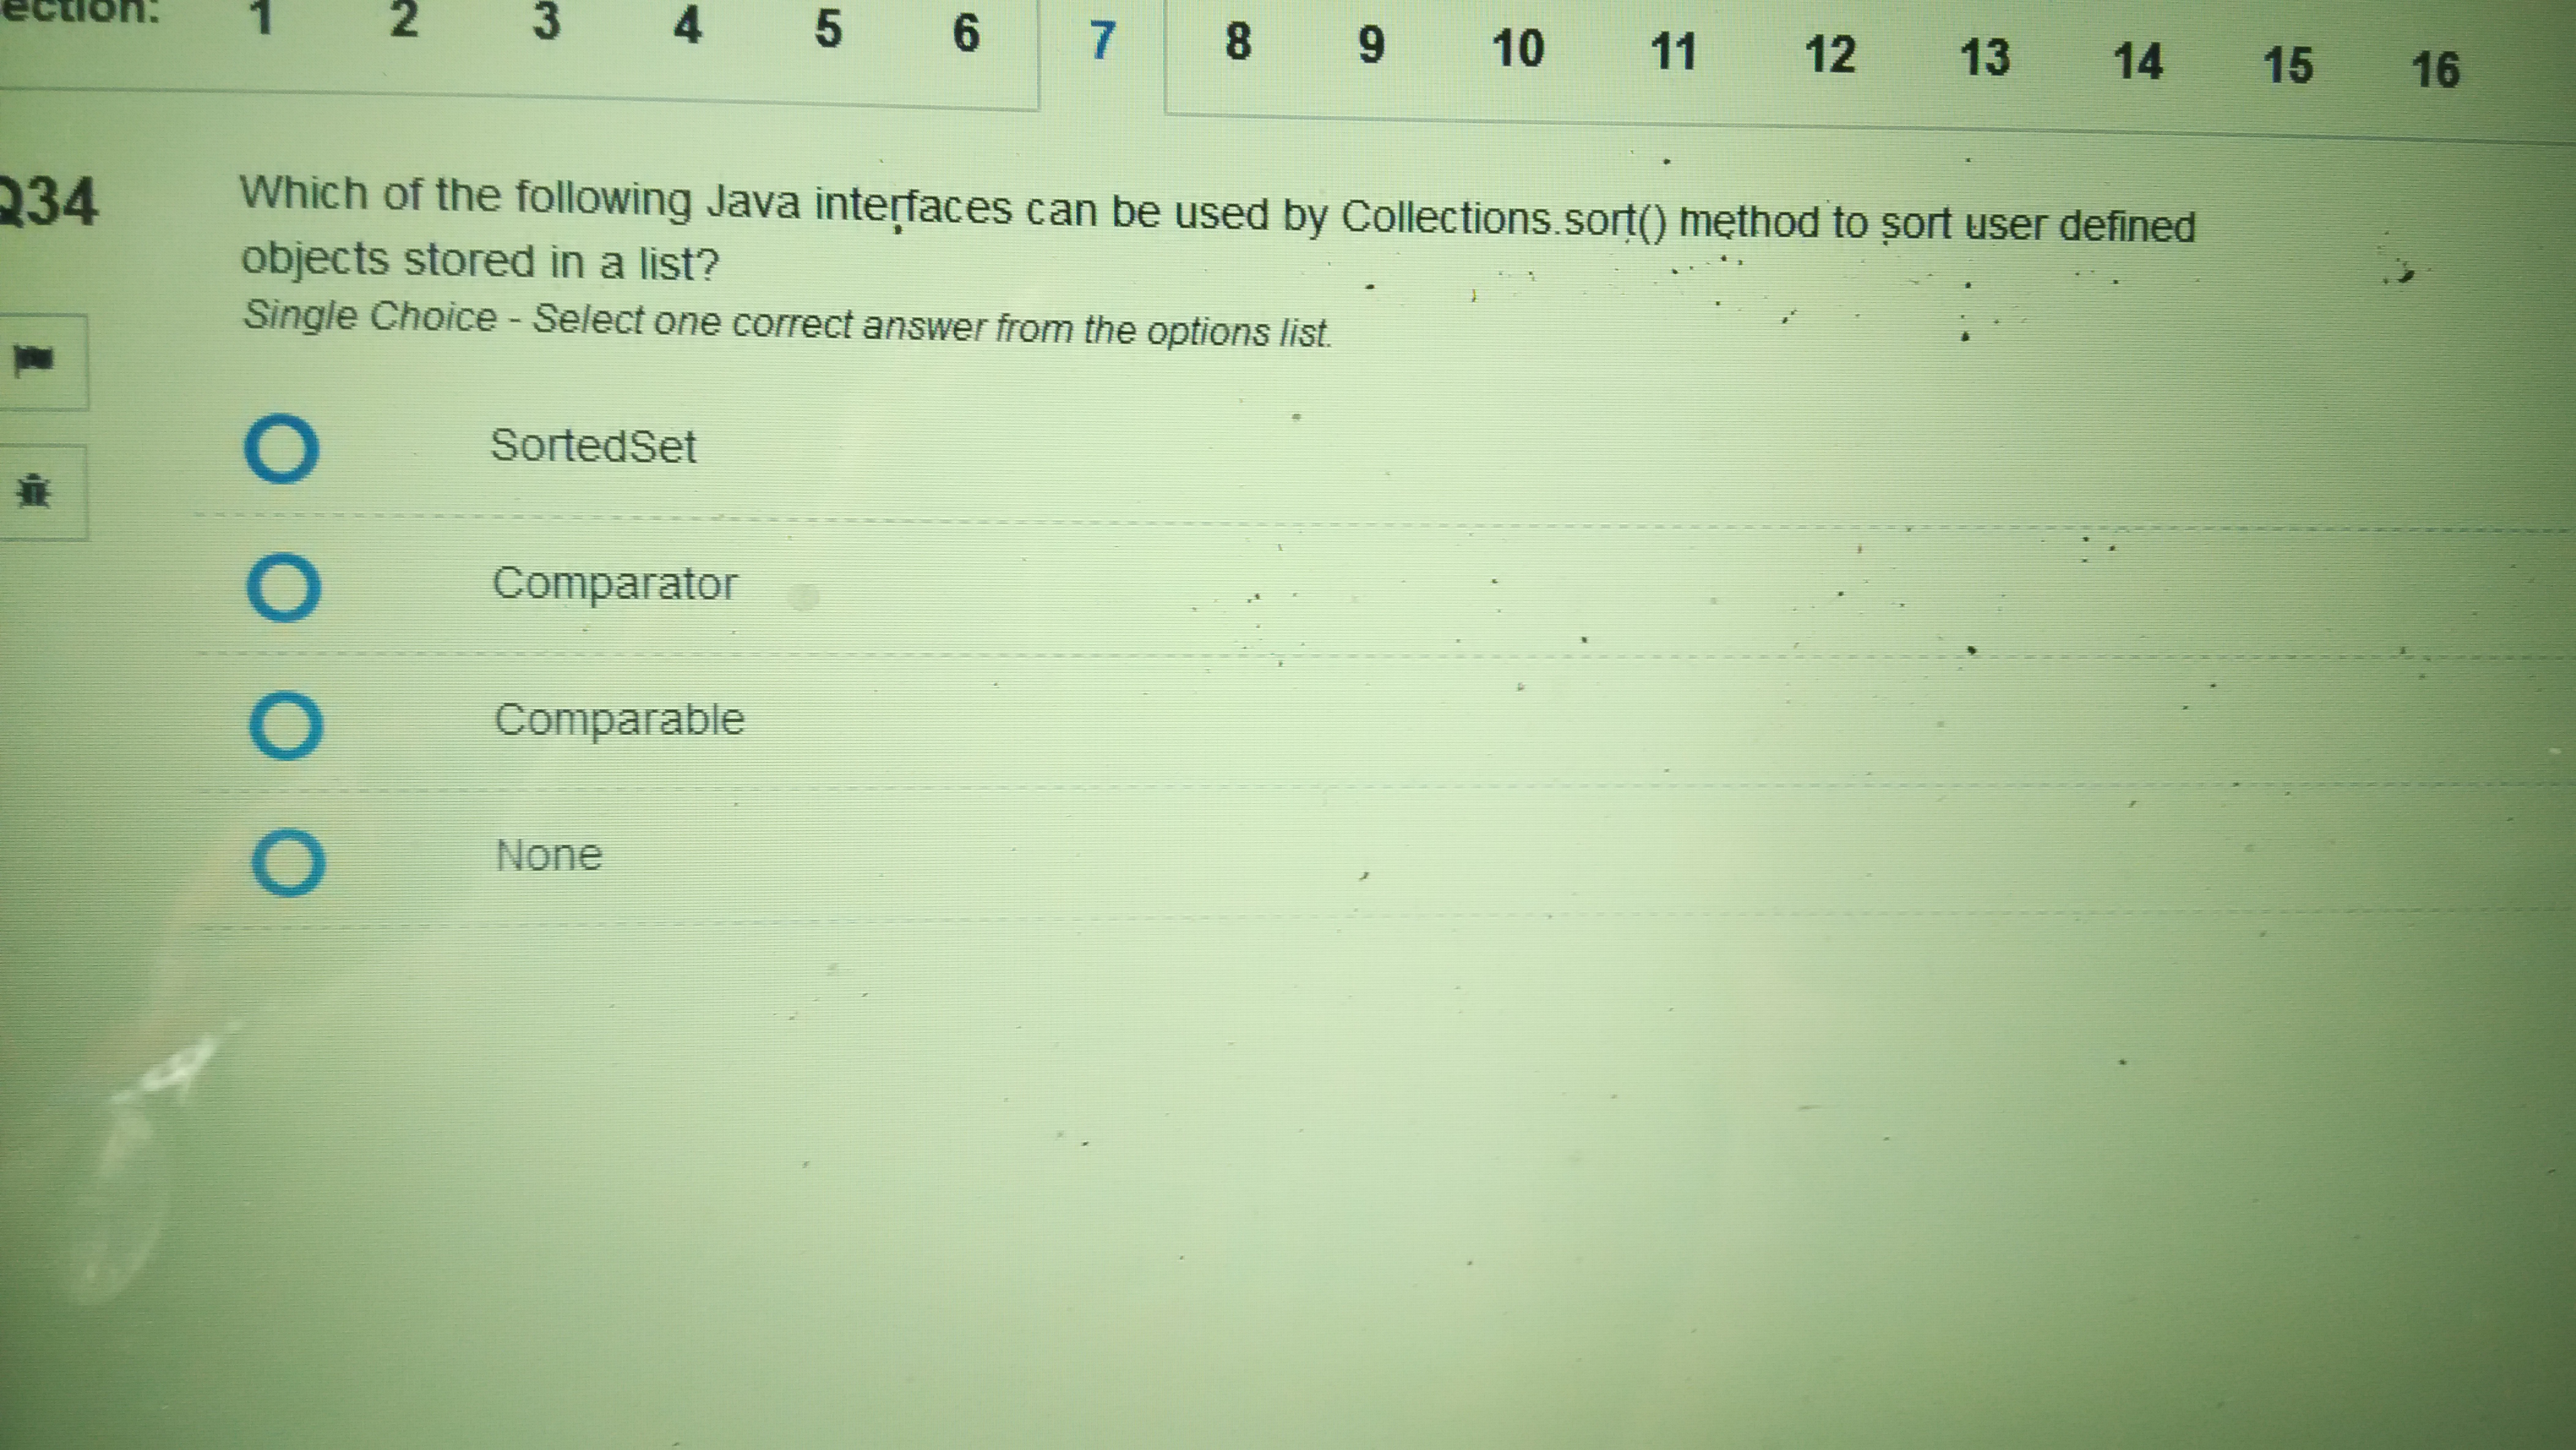 ection: 1 2 3 4 5 6 7 8 9 10 11 12 13 14 15 16
Q34
Which of the following Java interfaces can be used by Collections.sort() method to sort user defined
objects stored in a list?
Single Choice - Select one correct answer from the options list.
SortedSet
Comparator
Comparable
None